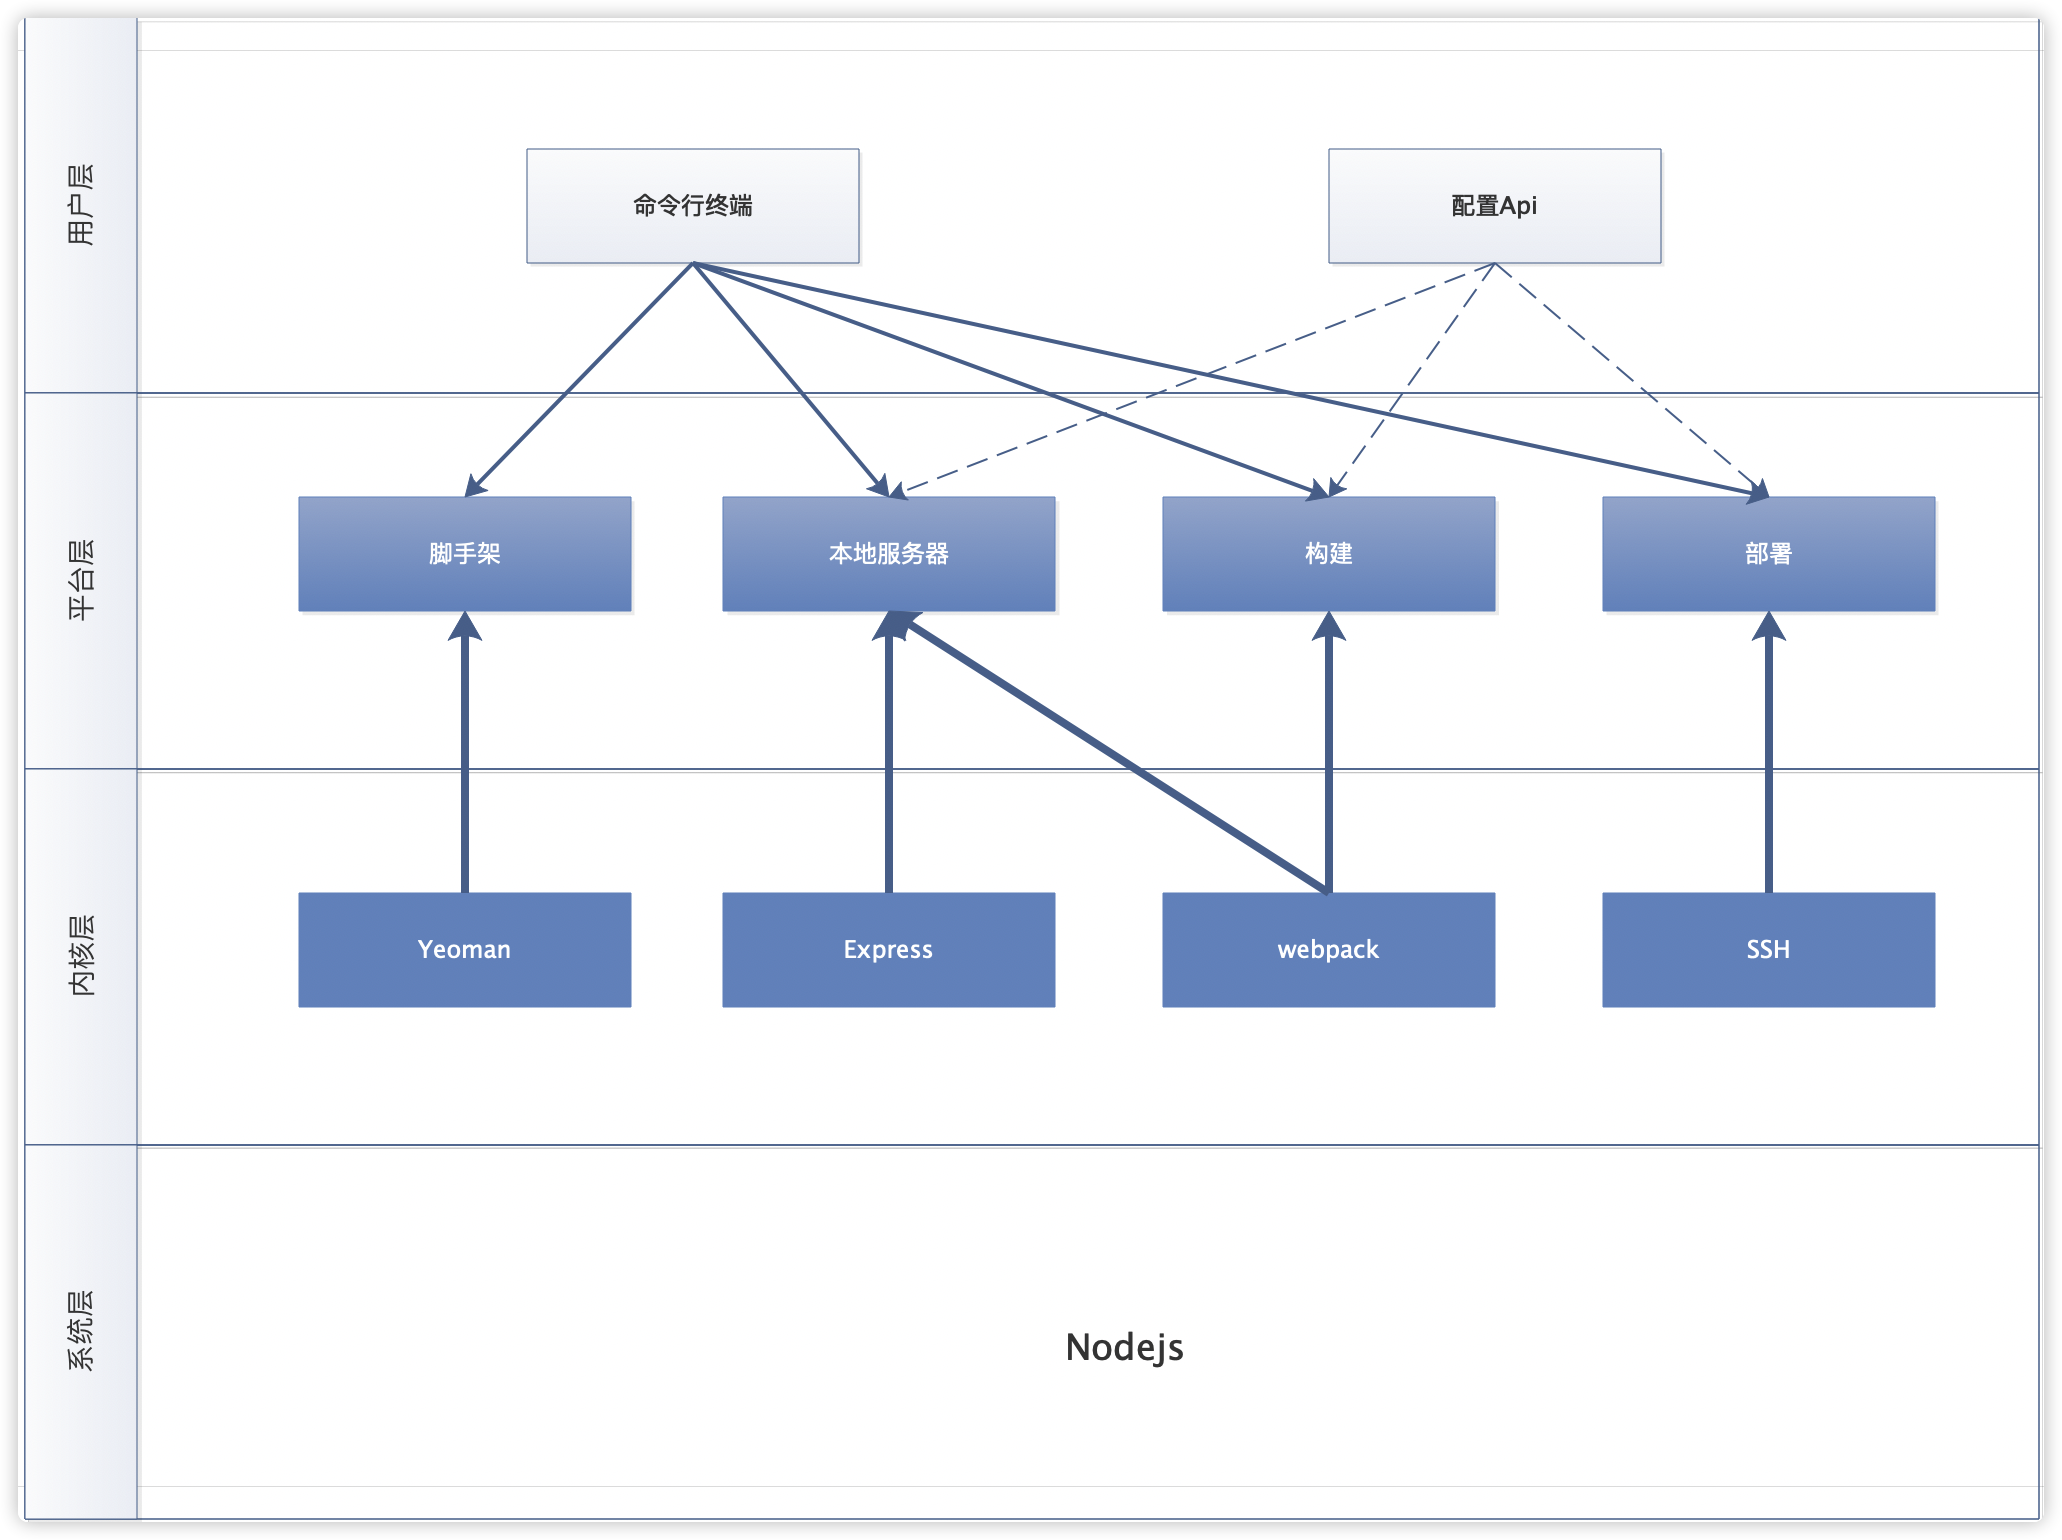 用户层
命令行终端
配置Api
平台层
脚手架
本地服务器
构建
部署
内核层
Yeoman
Express
webpack
SSH
系统层
Nodejs